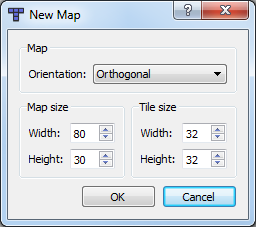 New Map
Map
Orientation: Orthogonal
Map size
Width: 80
Height: 30
Tile size
Width: 32
Height: 32
OK
Cancel